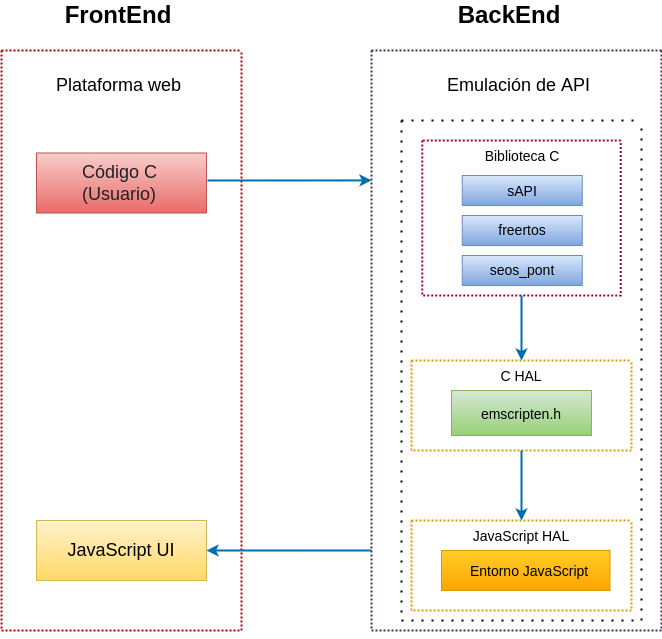 FrontEnd
BackEnd
Plataforma web
Emulación de API
Código C
(Usuario)
Biblioteca C
sAPI
freertos
seos_pont
C HAL
emscripten.h
JavaScript UI
JavaScript HAL
Entorno JavaScript